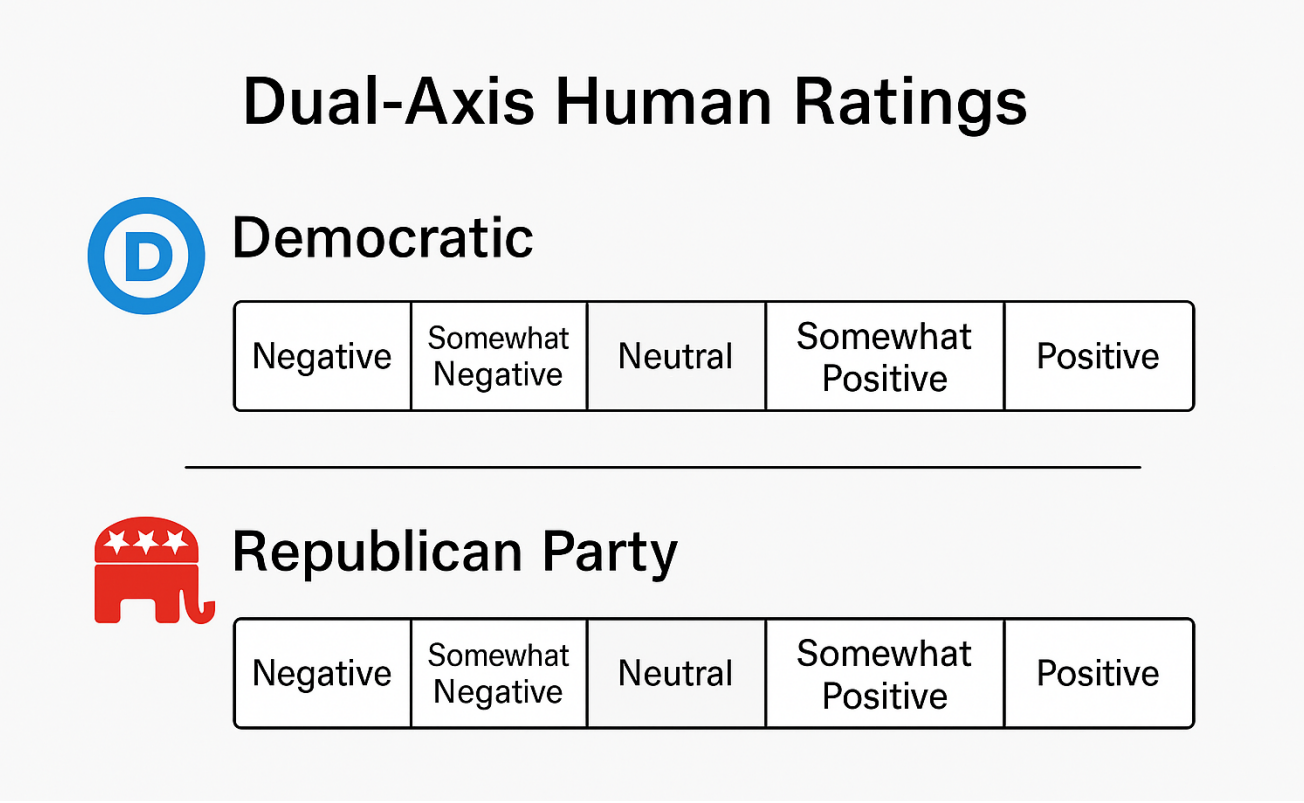 Dual-Axis Human Ratings
D
Democratic
Negative
Somewhat
Negative
Neutral
Somewhat
Positive
Positive
Republican Party
Negative
Somewhat
Negative
Neutral
Somewhat
Positive
Positive